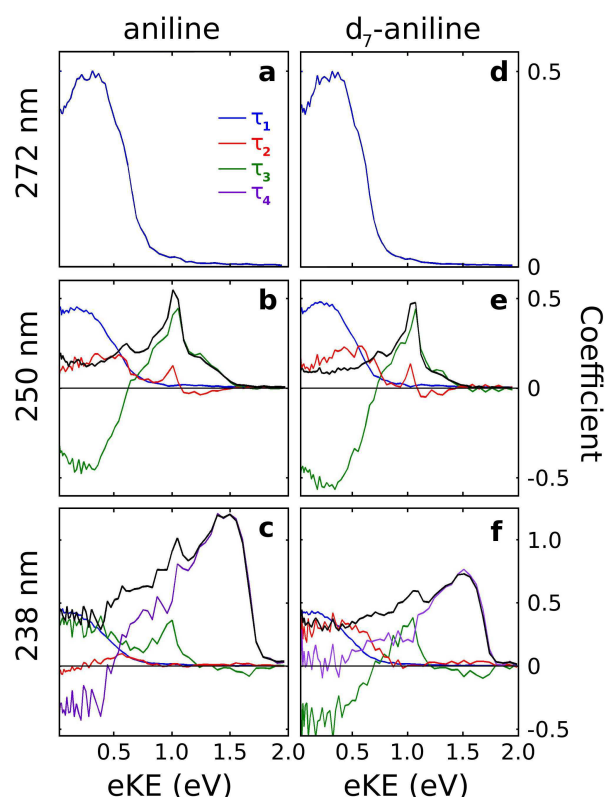 aniline d₇-aniline
a d 0.5
272 nm
τ₁
τ₂
τ₃
τ₄
0
b e 0.5
250 nm
0
Coefficient
-0.5
c f
1.0
238 nm
0.5
0
-0.5
0.5 1.0 1.5 2.0 0.5 1.0 1.5 2.0
eKE (eV) eKE (eV)